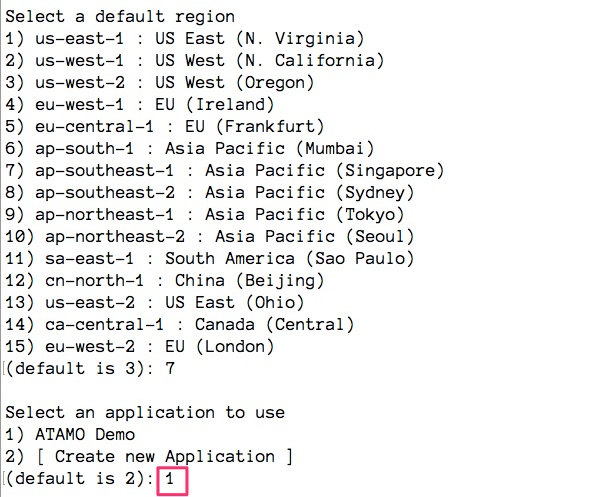 Select a default region
1) us-east-1 : US East (N. Virginia)
2) us-west-1 : US West (N. California)
3) us-west-2 : US West (Oregon)
4) eu-west-1 : EU (Ireland)
5) eu-central-1 : EU (Frankfurt)
6) ap-south-1 : Asia Pacific (Mumbai)
7) ap-southeast-1 : Asia Pacific (Singapore)
8) ap-southeast-2 : Asia Pacific (Sydney)
9) ap-northeast-1 : Asia Pacific (Tokyo)
10) ap-northeast-2 : Asia Pacific (Seoul)
11) sa-east-1 : South America (Sao Paulo)
12) cn-north-1 : China (Beijing)
13) us-east-2 : US East (Ohio)
14) ca-central-1 : Canada (Central)
15) eu-west-2 : EU (London)
(default is 3): 7
Select an application to use
1) ATAMO Demo
2) [ Create new Application ]
(default is 2): 1